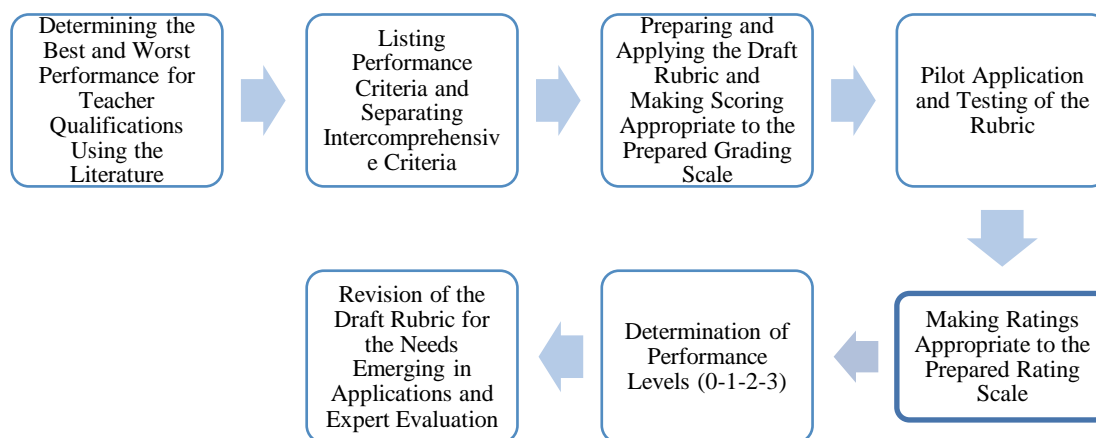 Determining the
Best and Worst
Performance for
Teacher
Qualifications
Using the
Literature
Listing
Performance
Criteria and
Separating
Intercomprehensiv
e Criteria
Preparing and
Applying the Draft
Rubric and
Making Scoring
Appropriate to the
Prepared Grading
Scale
Pilot Application
and Testing of the
Rubric
Making Ratings
Appropriate to the
Prepared Rating
Scale
Determination of
Performance
Levels (0-1-2-3)
Revision of the
Draft Rubric for
the Needs
Emerging in
Applications and
Expert Evaluation